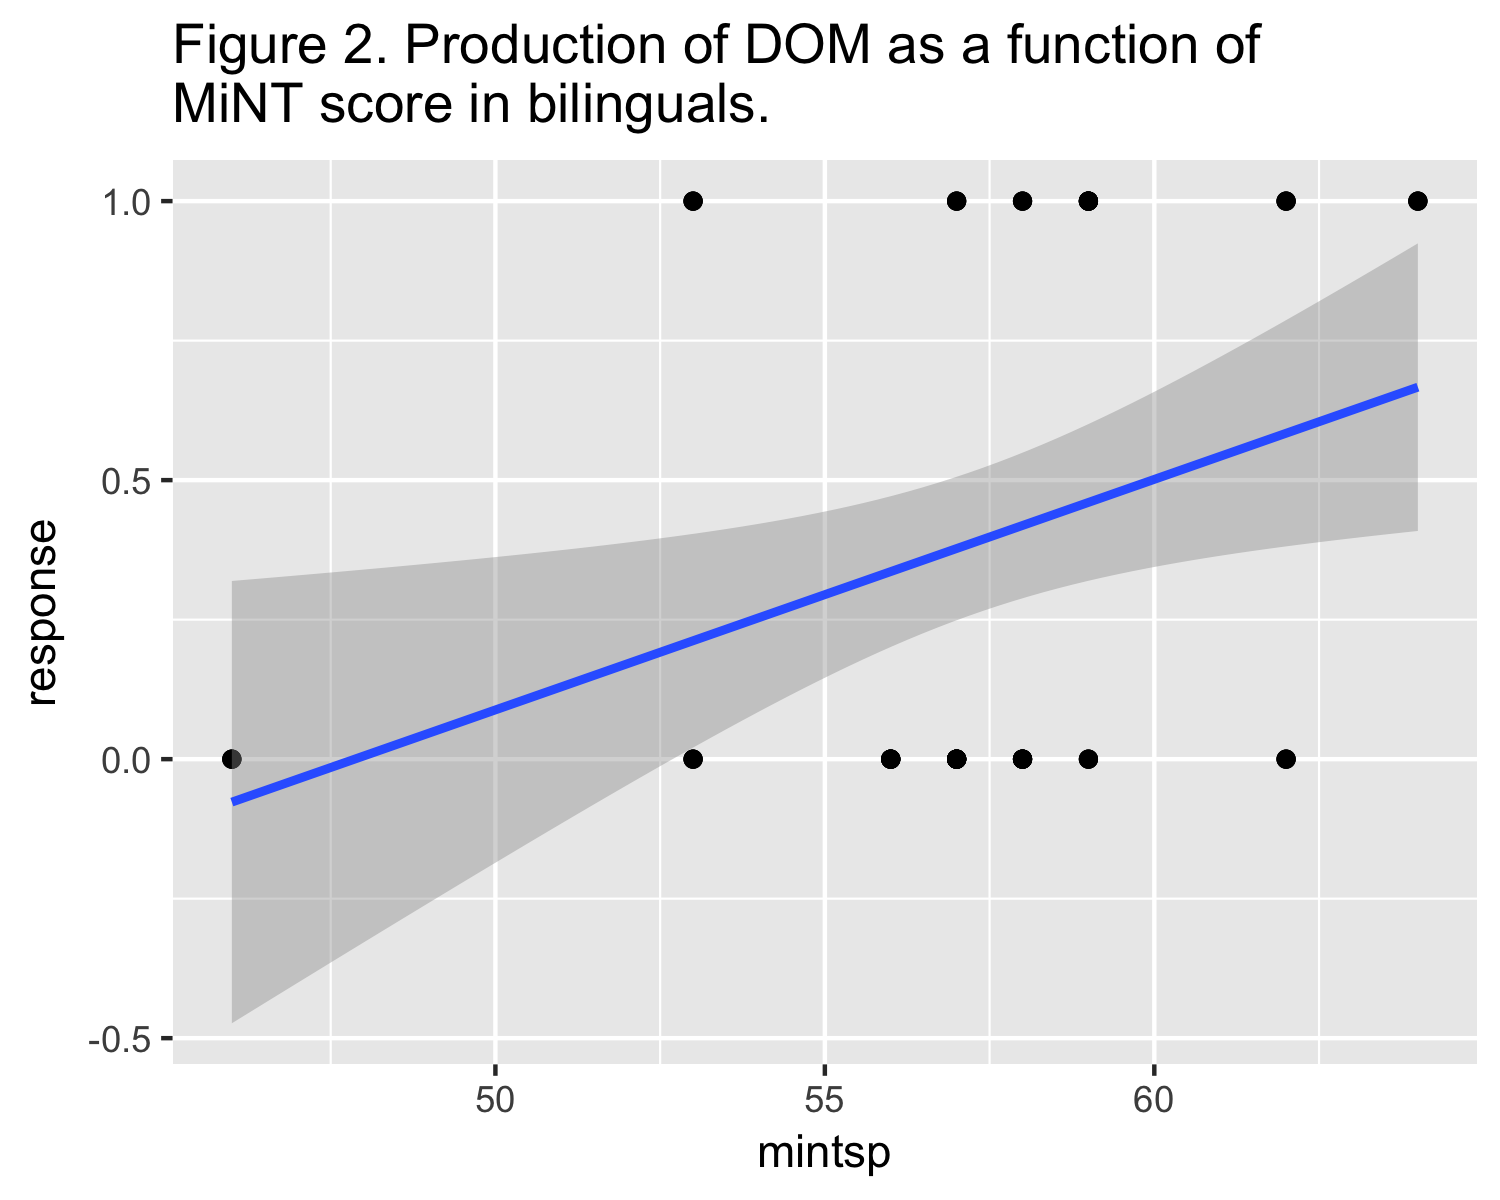 Figure 2. Production of DOM as a function of
MiNT score in bilinguals.
1.0
0.5
0.0
-0.5
response
50 55 60
mintsp